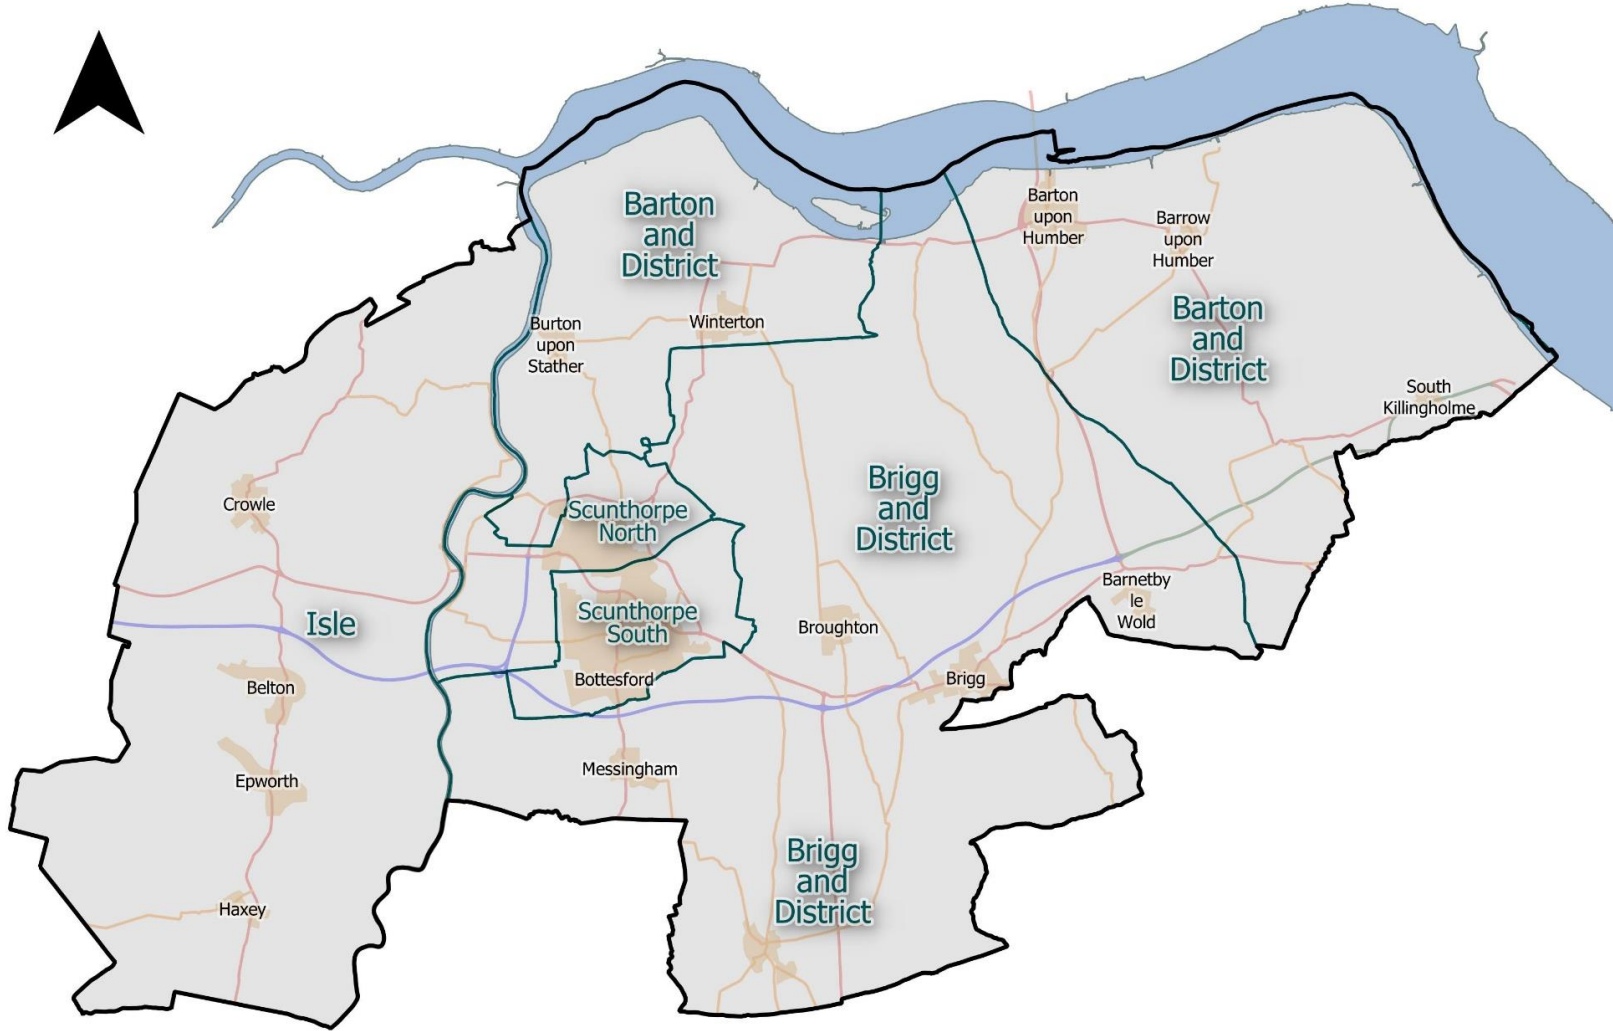 Barton
and
District
Barton
upon
Humber
Barrow
upon
Humber
Burton
upon
Stather
Winterton
Barton
and
District
South
Killingholme
Crowle
Scunthorpe
North
Brigg
and
District
Isle
Scunthorpe
South
Broughton
Barnetby
le
Wold
Belton
Bottesford
Brigg
Epworth
Messingham
Haxey
Brigg
and
District